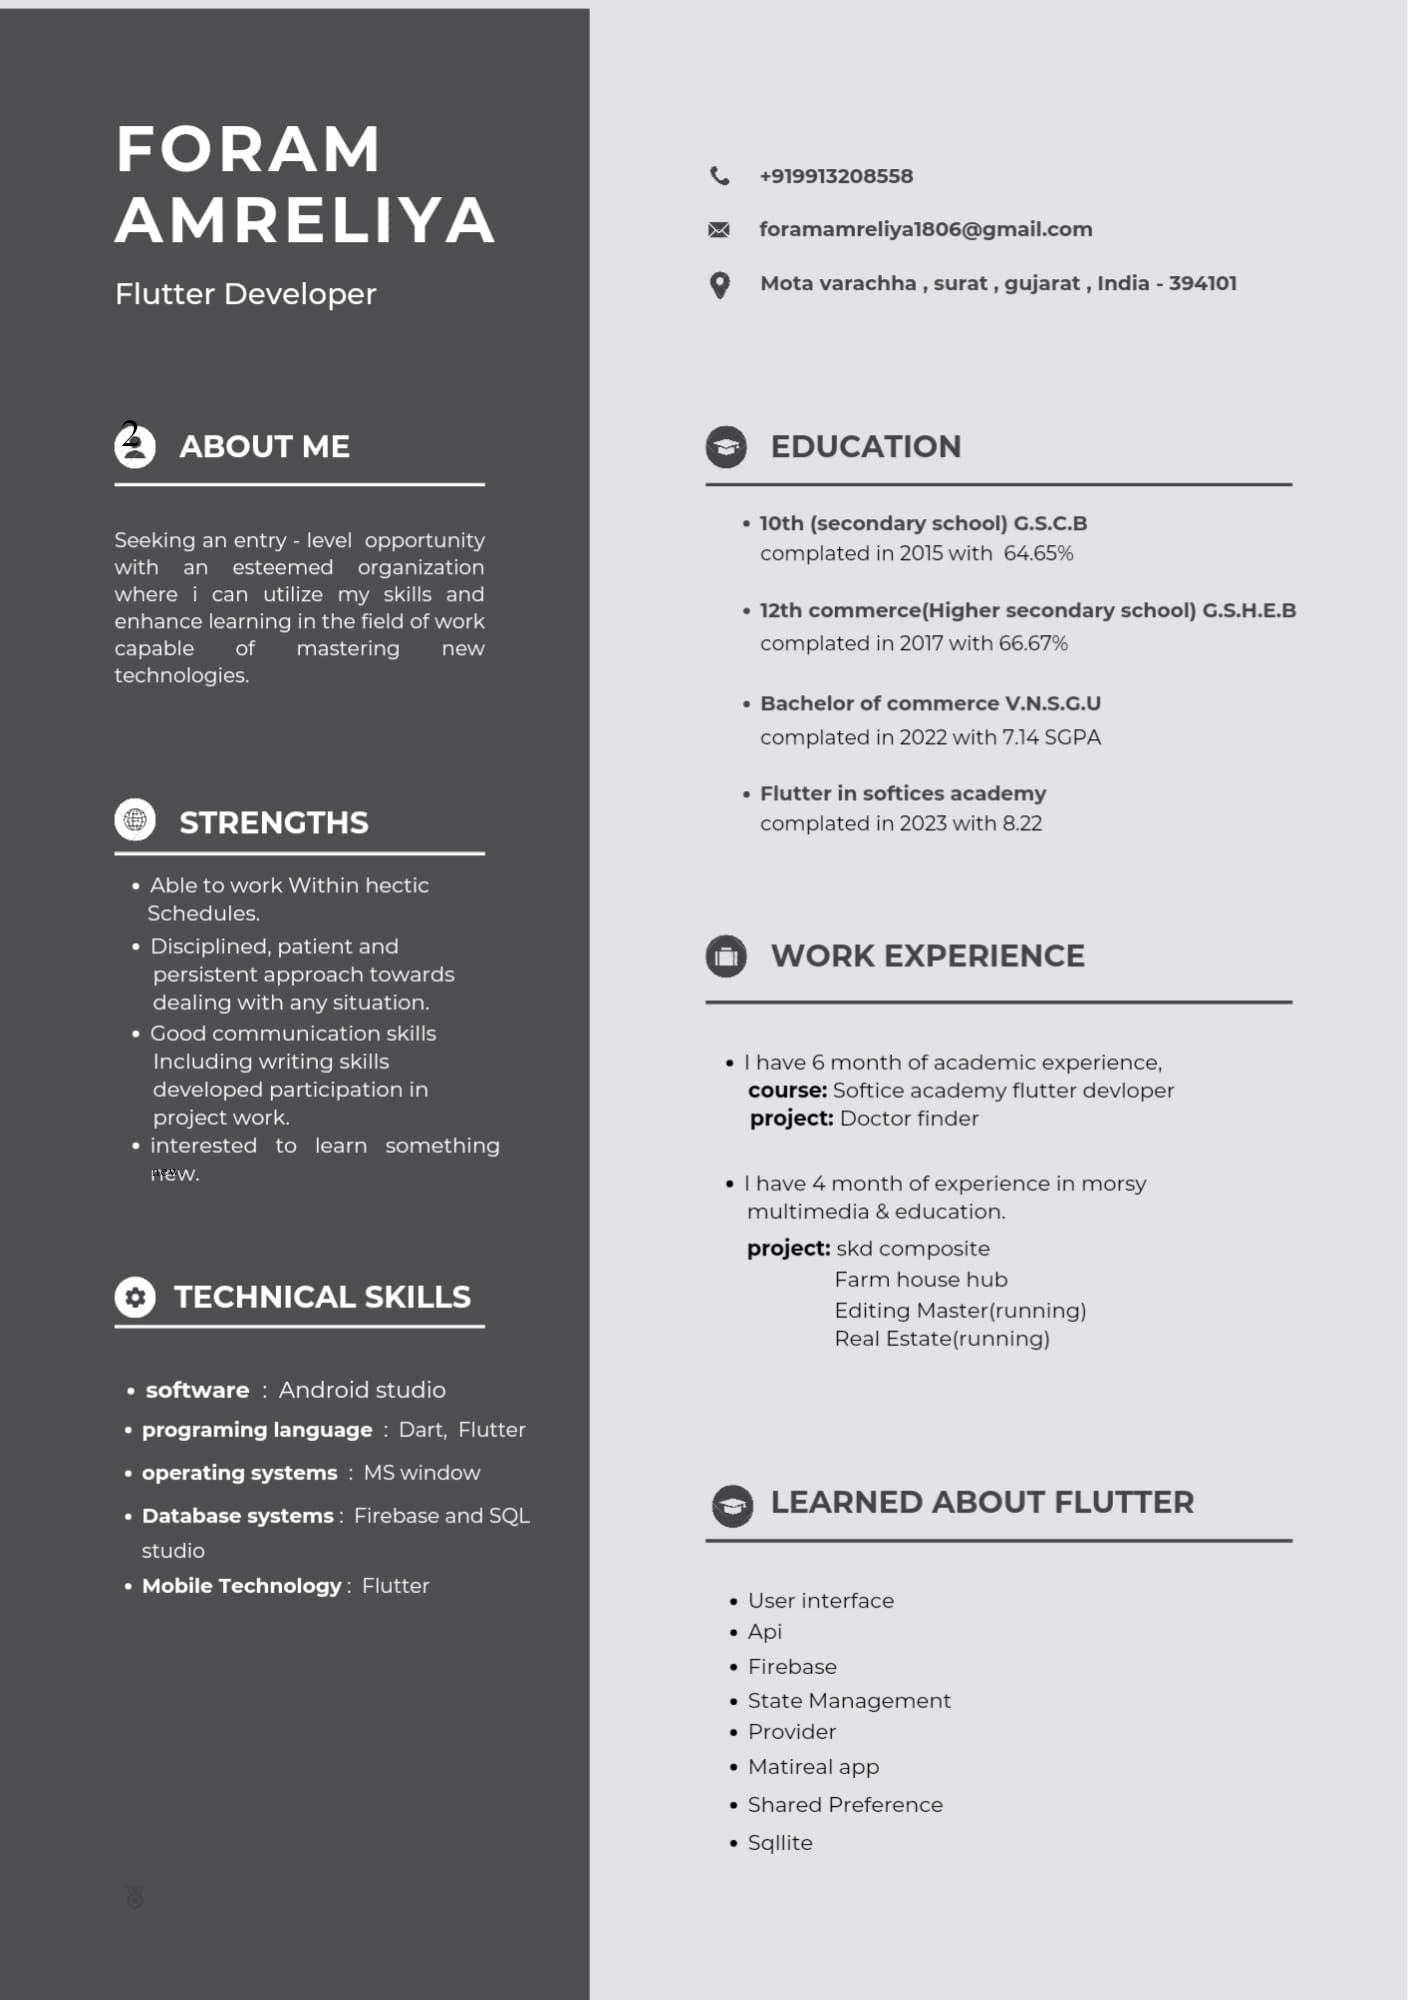 FORAM
AMRELIYA
Flutter Developer
+919913208558
foramamreliya1806@gmail.com
Mota varachha , surat , gujarat , India - 394101
2
ABOUT ME
Seeking an entry - level opportunity
with an esteemed organization
where i can utilize my skills and
enhance learning in the field of work
capable of mastering new
technologies.
STRENGTHS
• Able to work Within hectic
Schedules.
• Disciplined, patient and
persistent approach towards
dealing with any situation.
• Good communication skills
Including writing skills
developed participation in
project work.
• interested to learn something
new.
TECHNICAL SKILLS
• software : Android studio
• programing language : Dart, Flutter
• operating systems : MS window
• Database systems : Firebase and SQL
studio
• Mobile Technology : Flutter
EDUCATION
• 10th (secondary school) G.S.C.B
complated in 2015 with 64.65%
• 12th commerce(Higher secondary school) G.S.H.E.B
complated in 2017 with 66.67%
• Bachelor of commerce V.N.S.G.U
complated in 2022 with 7.14 SGPA
• Flutter in softices academy
complated in 2023 with 8.22
WORK EXPERIENCE
• I have 6 month of academic experience,
course: Softice academy flutter devloper
project: Doctor finder
• I have 4 month of experience in morsy
multimedia & education.
project: skd composite
Farm house hub
Editing Master(running)
Real Estate(running)
LEARNED ABOUT FLUTTER
• User interface
• Api
• Firebase
• State Management
• Provider
• Matireal app
• Shared Preference
• Sqllite